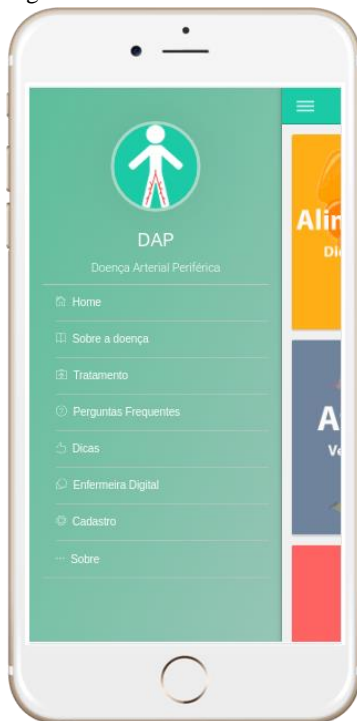 DAP
Doença Arterial Periférica
Home
Sobre a doença
Tratamento
Perguntas Frequentes
Dicas
Enfermeira Digital
Cadastro
Sobre